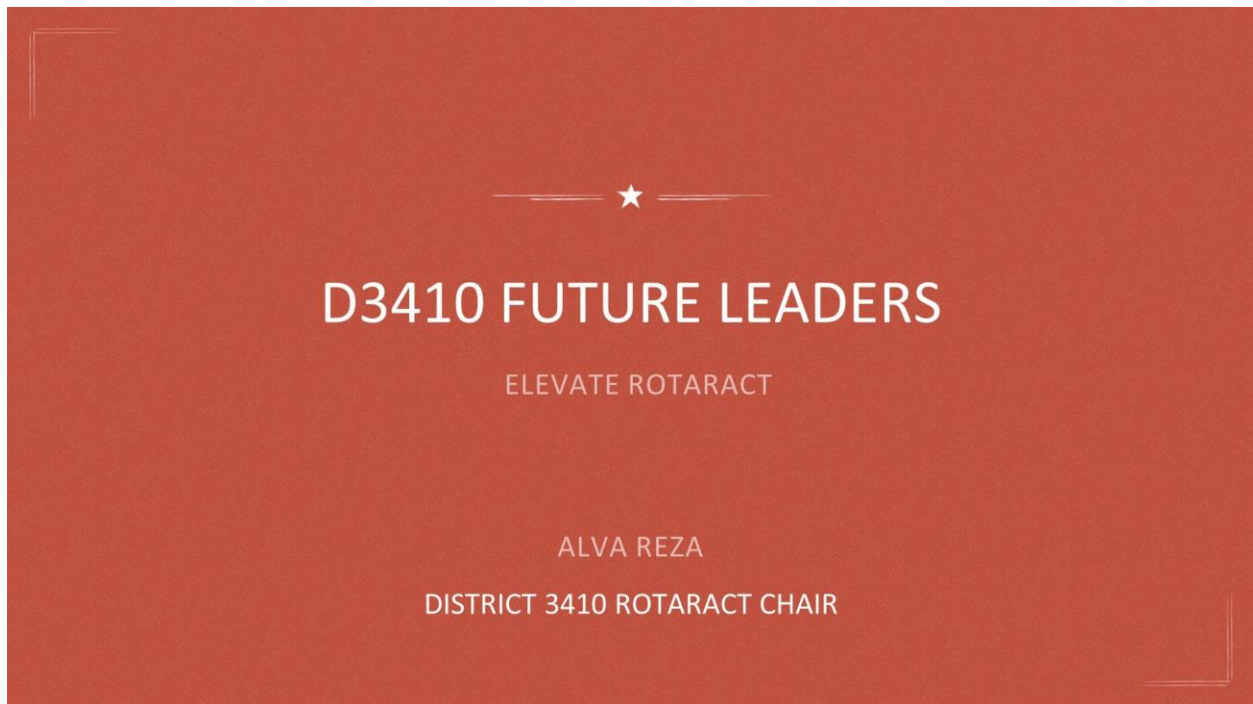 D3410 FUTURE LEADERS
ELEVATE ROTARACT
ALVA REZA
DISTRICT 3410 ROTARACT CHAIR